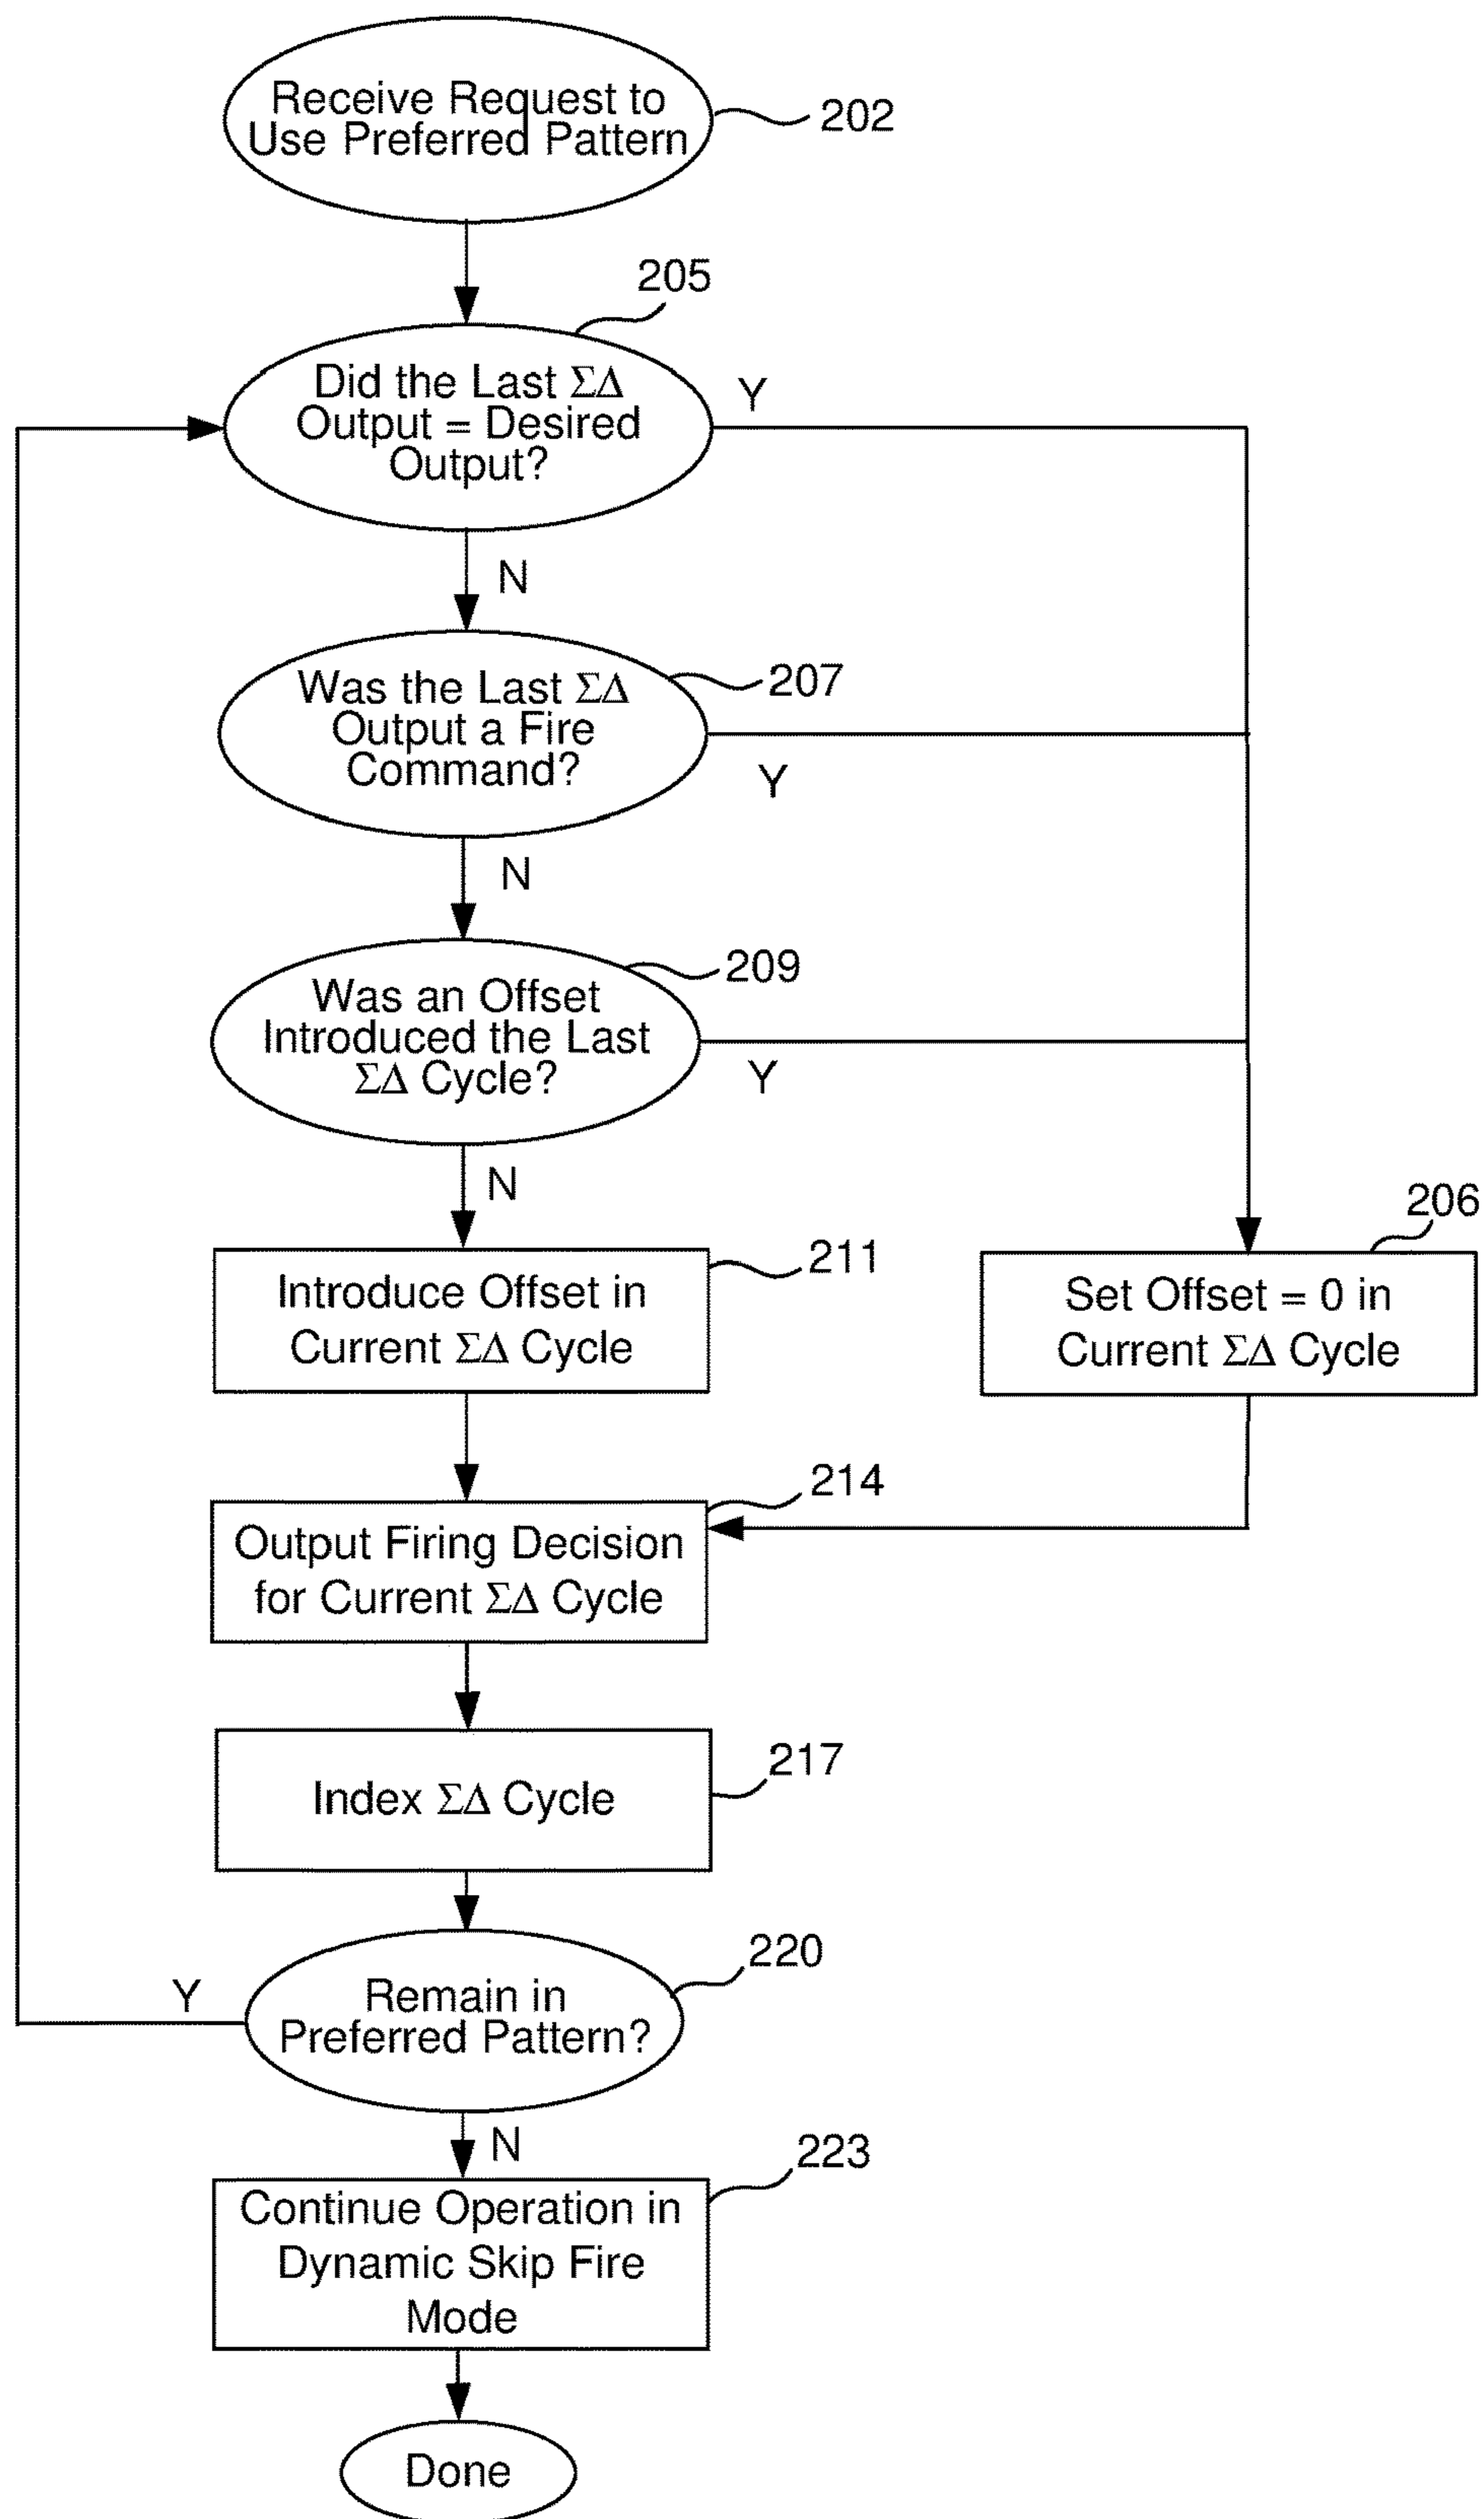 Receive Request to
Use Preferred Pattern
202
205
Did the Last ΣΔ
Output = Desired
Output?
Y
N
Was the Last ΣΔ
Output a Fire
Command?
207
Y
N
209
Was an Offset
Introduced the Last
ΣΔ Cycle?
Y
N
206
211
Introduce Offset in
Current ΣΔ Cycle
Set Offset = 0 in
Current ΣΔ Cycle
214
Output Firing Decision
for Current ΣΔ Cycle
217
Index ΣΔ Cycle
220
Remain in
Preferred Pattern?
Y
N
223
Continue Operation in
Dynamic Skip Fire
Mode
Done